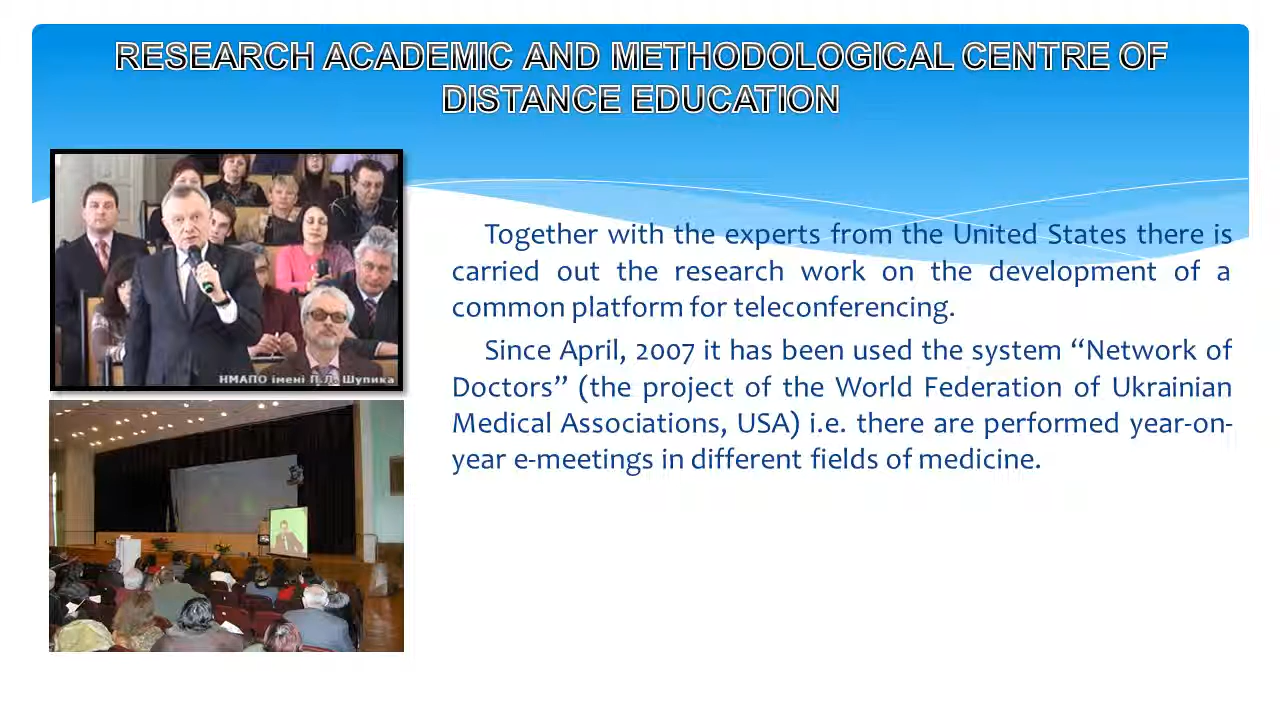 RESEARCH ACADEMIC AND METHODOLOGICAL CENTRE OF
DISTANCE EDUCATION
НМАПО імені П.Л. Шупика
Together with the experts from the United States there is
carried out the research work on the development of a
common platform for teleconferencing.
Since April, 2007 it has been used the system “Network of
Doctors” (the project of the World Federation of Ukrainian
Medical Associations, USA) i.e. there are performed year-on-
year e-meetings in different fields of medicine.